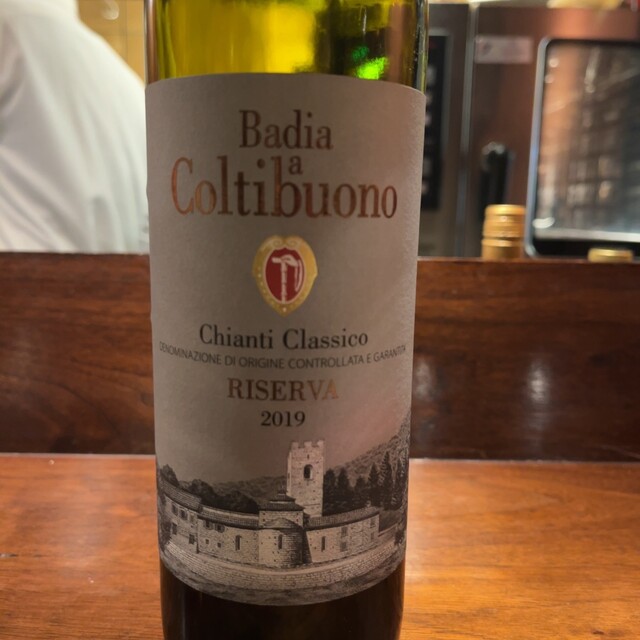 Badia
a
Coltibuono
Chianti Classico
DENOMINAZIONE DI ORIGINE CONTROLLATA E GARANTITA
RISERVA
2019